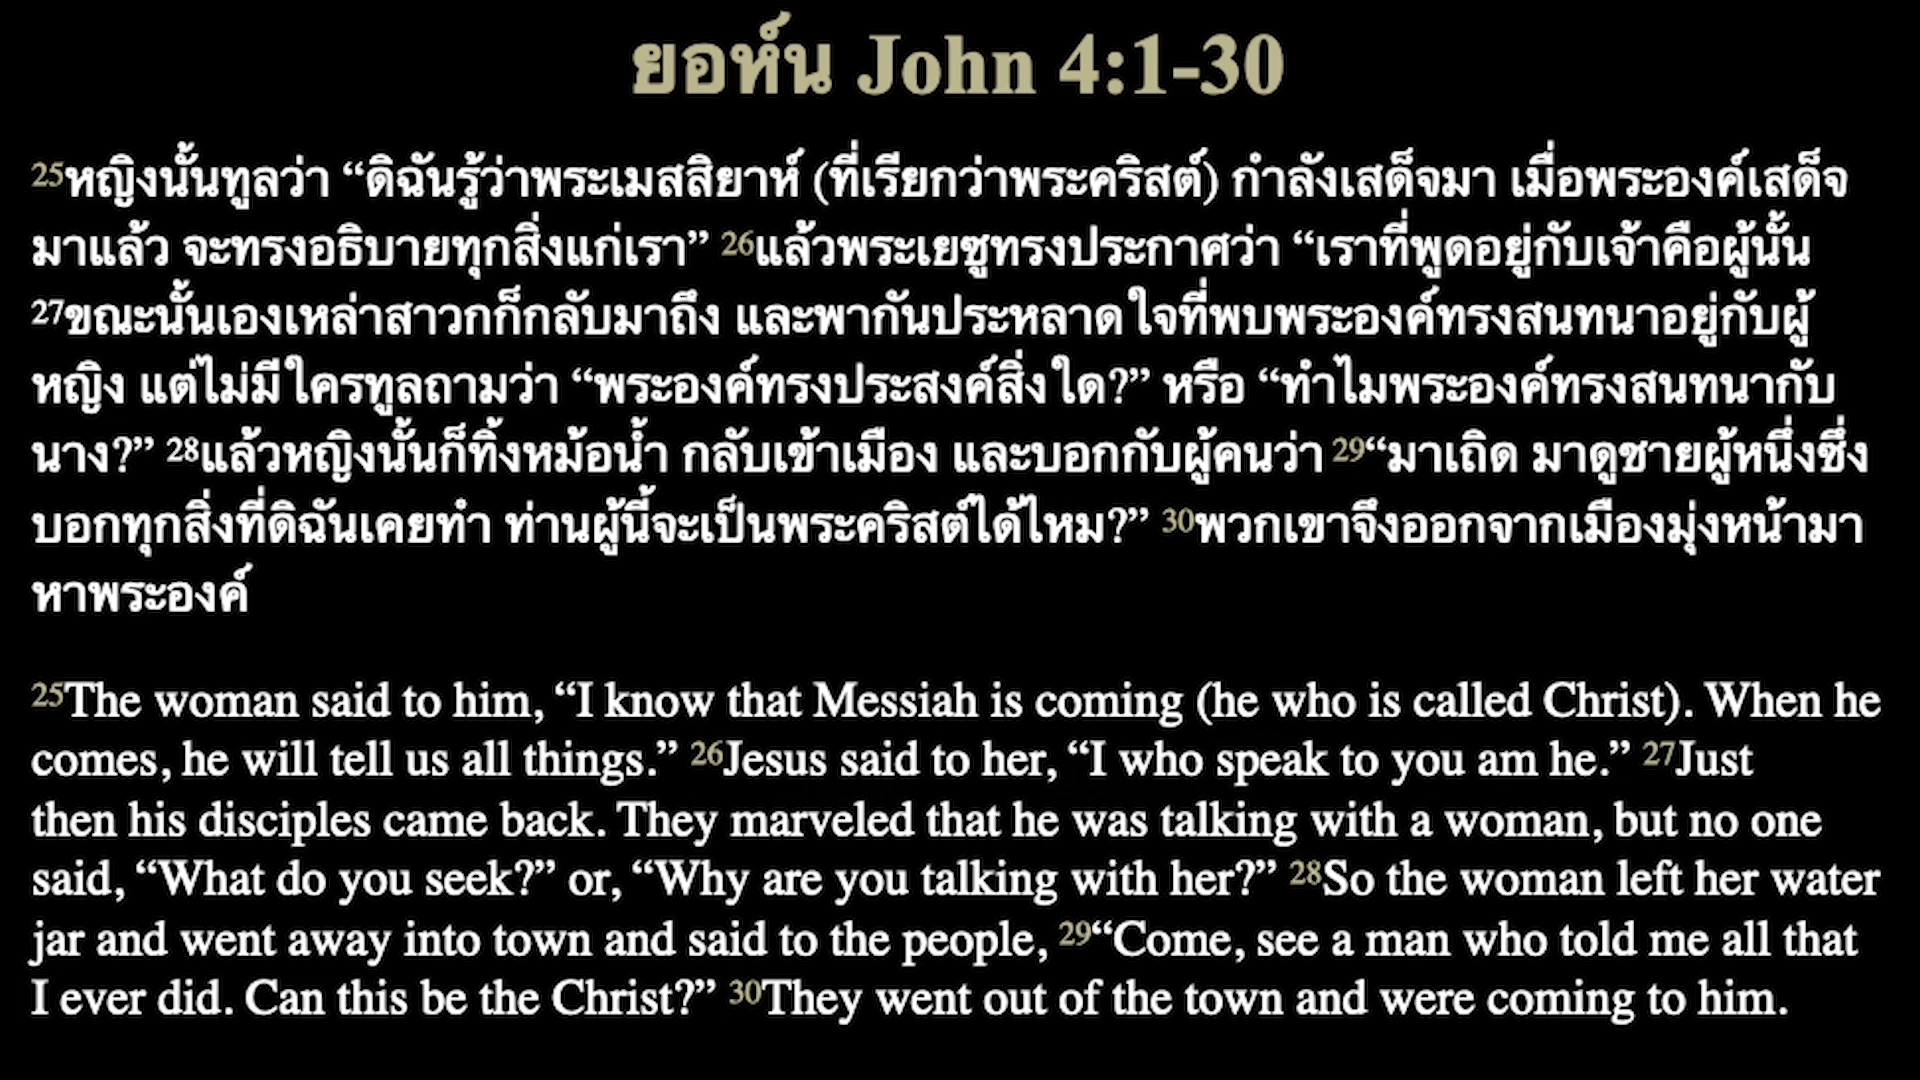 ยอห์น John 4:1-30
25หญิงนั้นทูลว่า “ดิฉันรู้ว่าพระเมสสิยาห์ (ที่เรียกว่าพระคริสต์) กำลังเสด็จมา เมื่อพระองค์เสด็จ
มาแล้ว จะทรงอธิบายทุกสิ่งแก่เรา” 26แล้วพระเยซูทรงประกาศว่า “เราที่พูดอยู่กับเจ้าคือผู้นั้น
27ขณะนั้นเองเหล่าสาวกก็กลับมาถึง และพากันประหลาดใจที่พบพระองค์ทรงสนทนาอยู่กับผู้
หญิง แต่ไม่มีใครทูลถามว่า “พระองค์ทรงประสงค์สิ่งใด?” หรือ “ทำไมพระองค์ทรงสนทนากับ
นาง?” 28แล้วหญิงนั้นก็ทิ้งหม้อน้ำ กลับเข้าเมือง และบอกกับผู้คนว่า 29“มาเถิด มาดูชายผู้หนึ่งซึ่ง
บอกทุกสิ่งที่ดิฉันเคยทำ ท่านผู้นี้จะเป็นพระคริสต์ได้ไหม?” 30พวกเขาจึงออกจากเมืองมุ่งหน้ามา
หาพระองค์
25The woman said to him, “I know that Messiah is coming (he who is called Christ). When he
comes, he will tell us all things.” 26Jesus said to her, “I who speak to you am he.” 27Just
then his disciples came back. They marveled that he was talking with a woman, but no one
said, “What do you seek?” or, “Why are you talking with her?” 28So the woman left her water
jar and went away into town and said to the people, 29“Come, see a man who told me all that
I ever did. Can this be the Christ?” 30They went out of the town and were coming to him.